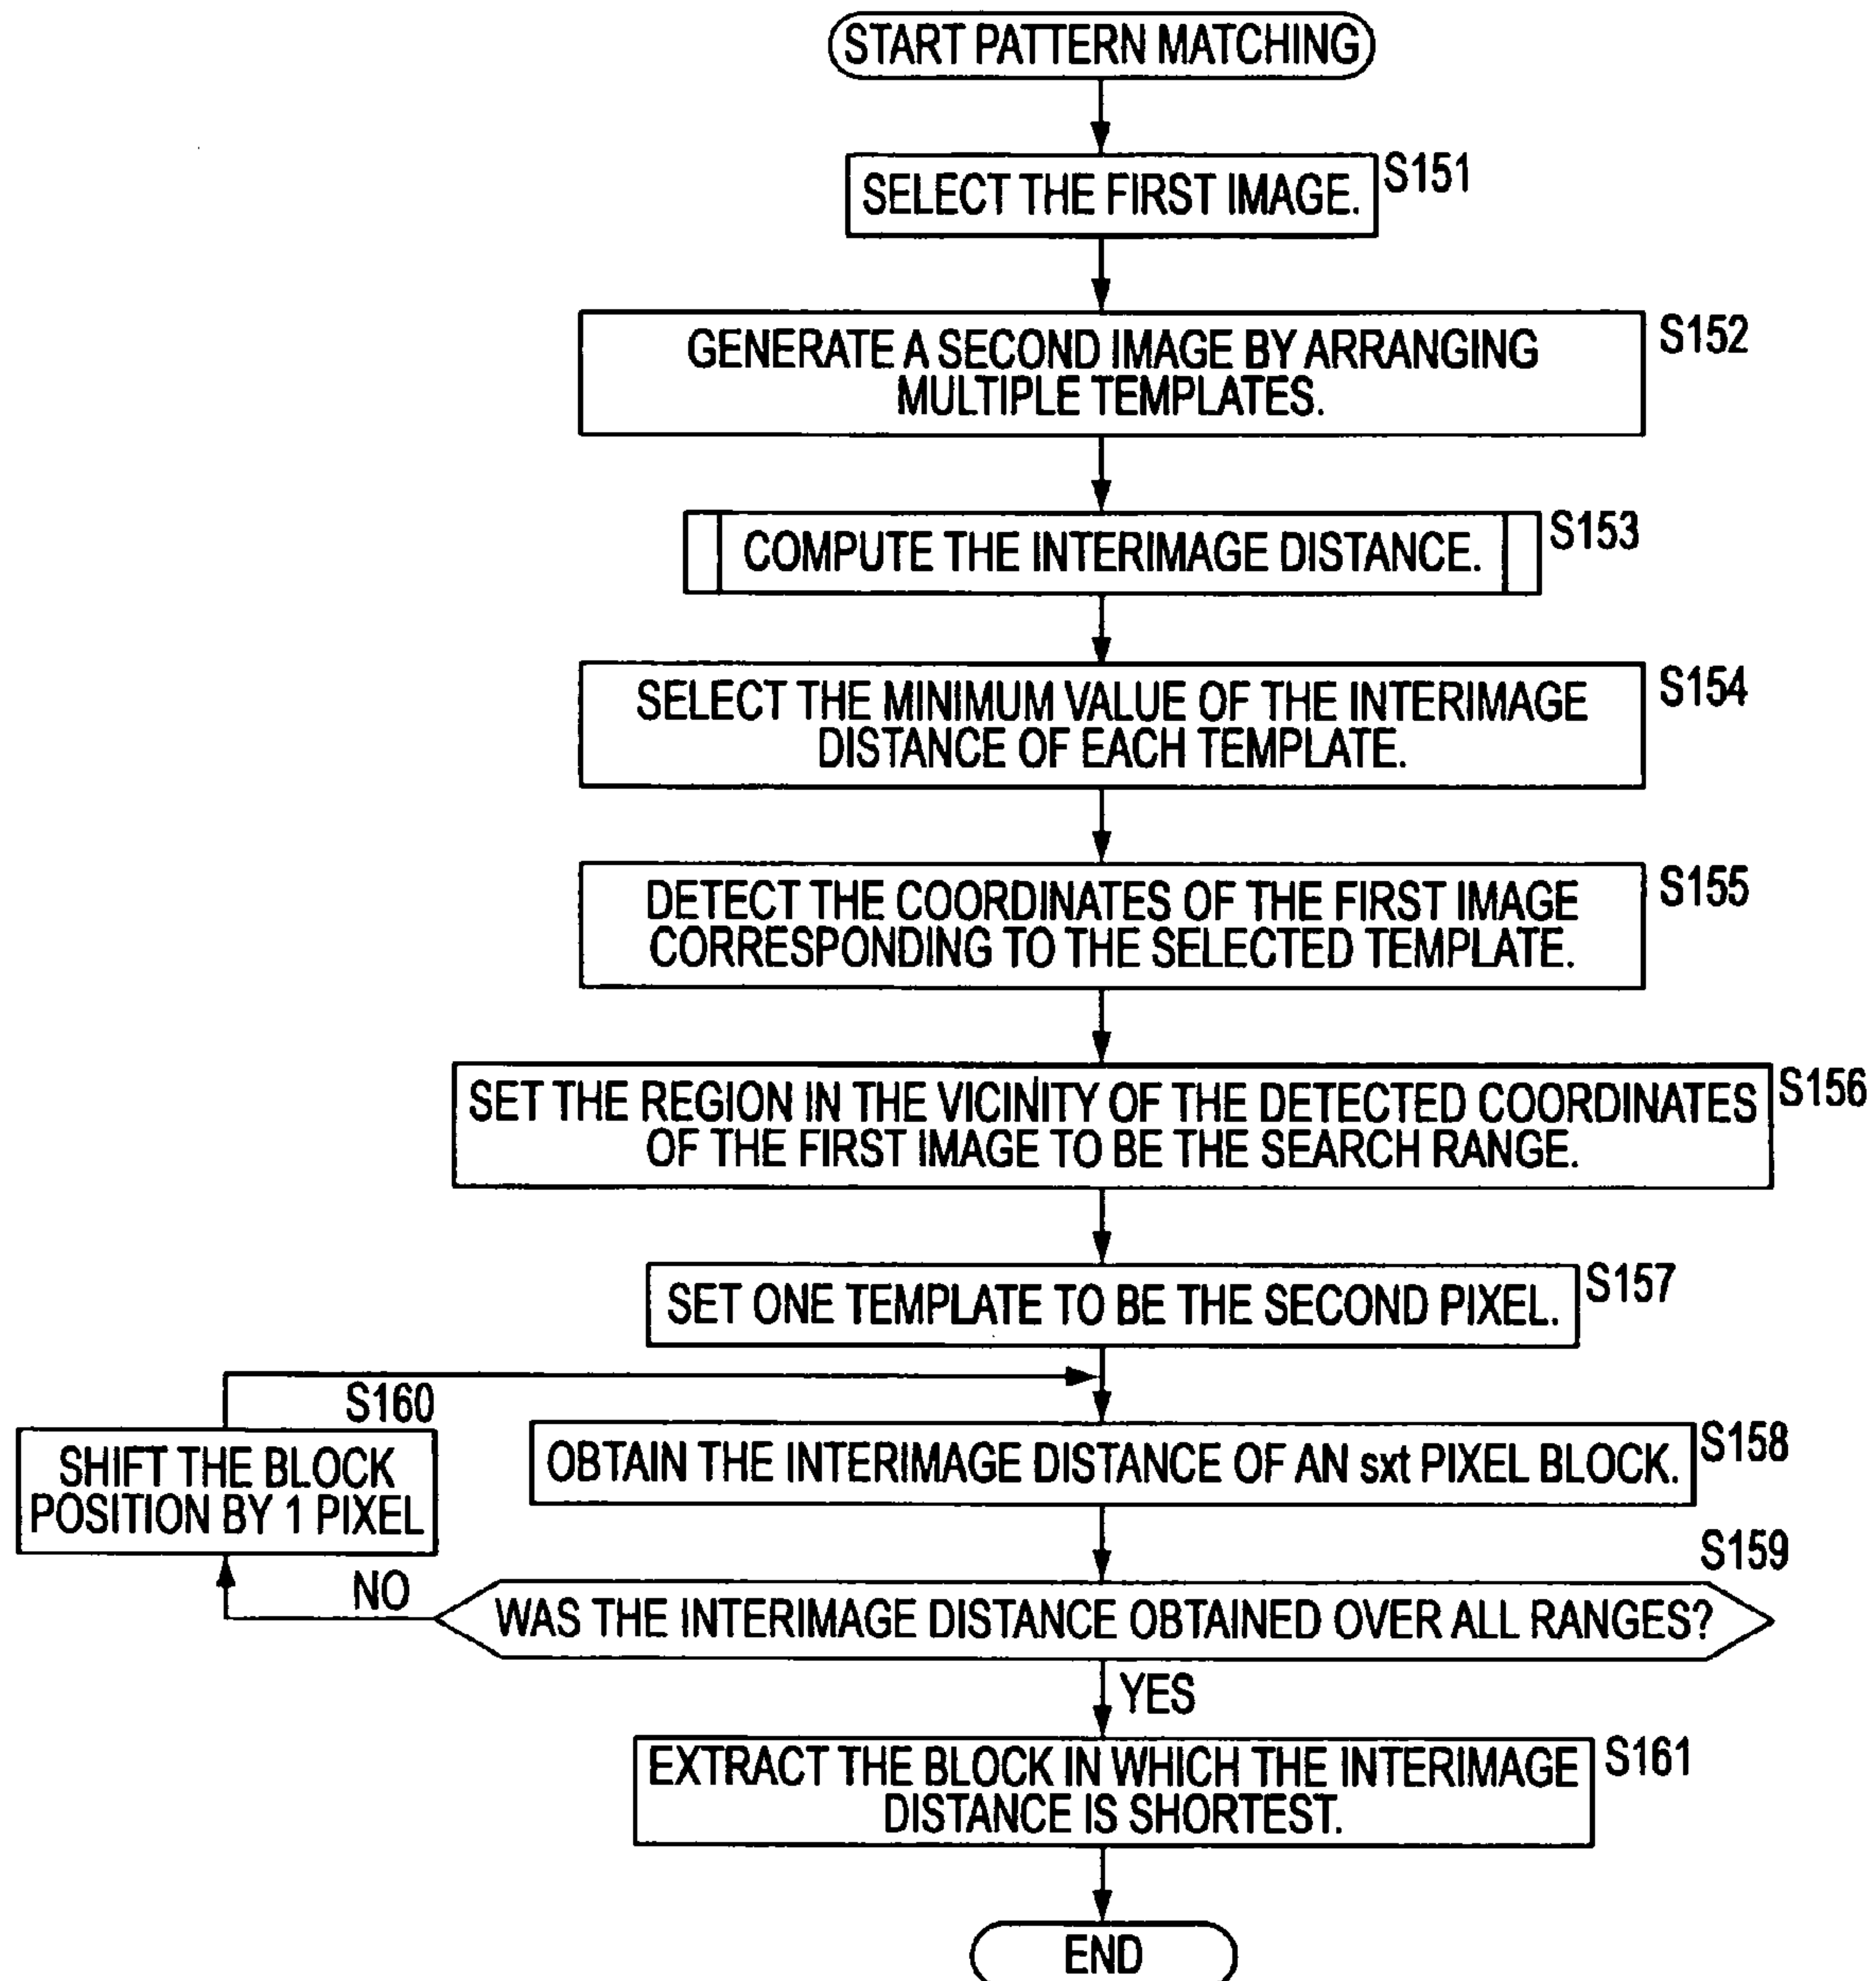 START PATTERN MATCHING
SELECT THE FIRST IMAGE.
S151
GENERATE A SECOND IMAGE BY ARRANGING
MULTIPLE TEMPLATES.
S152
COMPUTE THE INTERIMAGE DISTANCE.
S153
SELECT THE MINIMUM VALUE OF THE INTERIMAGE
DISTANCE OF EACH TEMPLATE.
S154
DETECT THE COORDINATES OF THE FIRST IMAGE
CORRESPONDING TO THE SELECTED TEMPLATE.
S155
SET THE REGION IN THE VICINITY OF THE DETECTED COORDINATES
OF THE FIRST IMAGE TO BE THE SEARCH RANGE.
S156
SET ONE TEMPLATE TO BE THE SECOND PIXEL.
S157
S160
SHIFT THE BLOCK
POSITION BY 1 PIXEL
OBTAIN THE INTERIMAGE DISTANCE OF AN sxt PIXEL BLOCK.
S158
S159
NO
WAS THE INTERIMAGE DISTANCE OBTAINED OVER ALL RANGES?
YES
EXTRACT THE BLOCK IN WHICH THE INTERIMAGE
DISTANCE IS SHORTEST.
S161
END